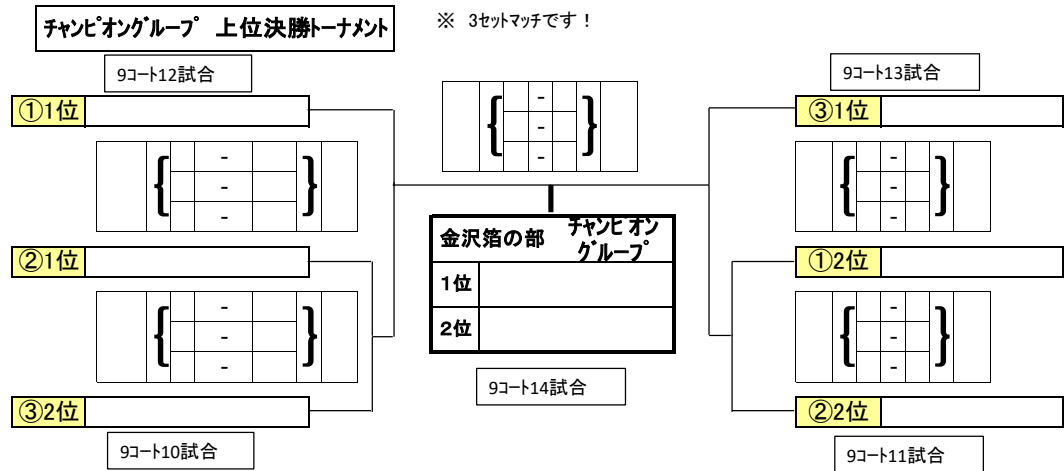 チャンピオングループ 上位決勝トーナメント
※ 3セットマッチです！
9コート12試合
9コート13試合
①1位
③1位
{ - }
{ - }
{ - }
-
-
-
-
-
-
②1位
金沢箔の部 チャンピオングループ
①2位
1位
{ - }
{ - }
-
-
-
-
2位
9コート14試合
③2位
②2位
9コート10試合
9コート11試合